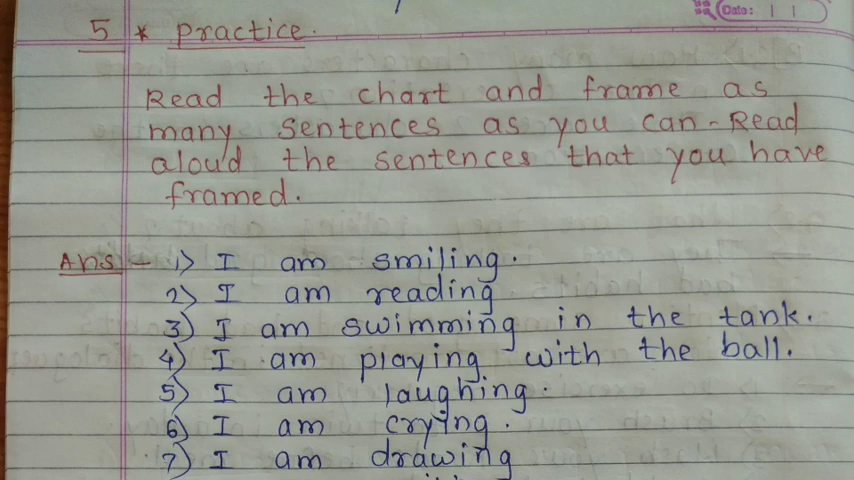 Date: | |
5 * Practice.
Read the chart and frame as
many sentences as you can - Read
aloud the sentences that you have
framed.
Ans - 1) I am smiling.
2) I am reading
3) I am swimming in the tank.
4) I am playing with the ball.
5) I am laughing.
6) I am crying.
7) I am drawing